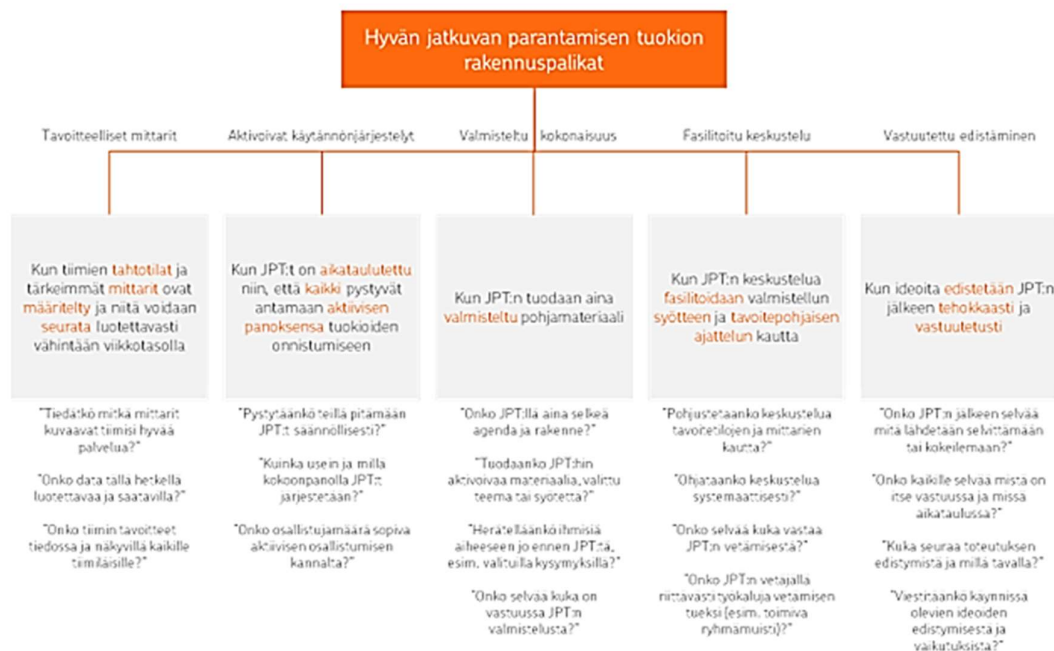 Hyvän jatkuvan parantamisen tuokion
rakennuspalikat
Tavoitteelliset mittarit
Aktivoivat käytännönjärjestelyt
Valmisteltu kokonaisuus
Fasilitoitu keskustelu
Vastuutettu edistäminen
Kun tiimien tahtotilat ja
tärkeimmät mittarit ovat
määritelty ja niitä voidaan
seurata luotettavasti
vähintään viikkotasolla
Kun JPT:t on aikataulutettu
niin, että kaikki pystyvät
antamaan aktiivisen
panoksensa tuokioiden
onnistumiseen
Kun JPT:n tuodaan aina
valmisteltu pohjamateriaali
Kun JPT:n keskustelua
fasilitoidaan valmistellun
syötteen ja tavoitepohjaisen
ajattelun kautta
Kun ideoita edistetään JPT:n
jälkeen tehokkaasti ja
vastuutetusti
"Tiedätkö mitkä mittarit
kuvaavat tiimisi hyvää
palvelua?"
"Onko data tällä hetkellä
luotettavaa ja saatavilla?"
"Onko tiimin tavoitteet
tiedossa ja näkyvillä kaikille
tiimiläisille?"
"Pystytäänkö teillä pitämään
JPT:t säännöllisesti?"
"Kuinka usein ja millä
kokoonpanolla JPT:t
järjestetään?"
"Onko osallistujamäärä sopiva
aktiivisen osallistumisen
kannalta?"
"Onko JPT:llä aina selkeä
agenda ja rakenne?"
"Tuodaanko JPT:hin
aktivoivaa materiaalia, valittu
teema tai syötettä?"
"Herätelläänkö ihmisiä
aiheeseen jo ennen JPT:tä,
esim. valituilla kysymyksillä?"
"Onko selvää kuka on
vastuussa JPT:n
valmistelusta?"
"Pohjustetaanko keskustelua
tavoitetilojen ja mittarien
kautta?"
"Ohjataanko keskustelua
systemaattisesti?"
"Onko selvää kuka vastaa
JPT:n vetämisestä?"
"Onko JPT:n vetäjällä
riittävästi työkaluja vetämisen
tueksi (esim. toimiva
ryhmämuisti)?"
"Onko JPT:n jälkeen selvää
mitä lähdetään selvittämään
tai kokeilemaan?"
"Onko kaikille selvää mistä on
itse vastuussa ja missä
aikataulussa?"
"Kuka seuraa toteutuksen
edistymistä ja millä tavalla?"
"Viestitäänkö käynnissä
olevien ideoiden
edistymisestä ja
vaikutuksista?"